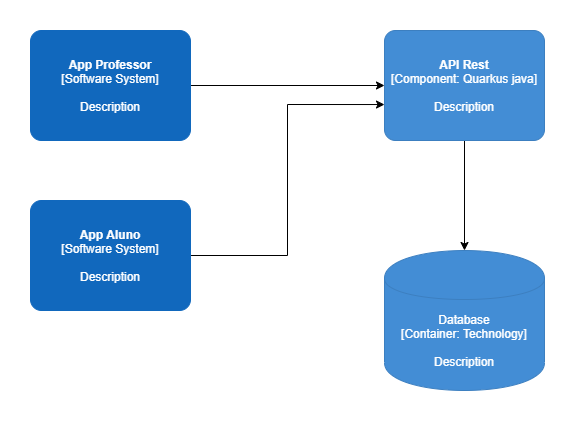 App Professor
[Software System]
Description
API Rest
[Component: Quarkus java]
Description
App Aluno
[Software System]
Description
Database
[Container: Technology]
Description